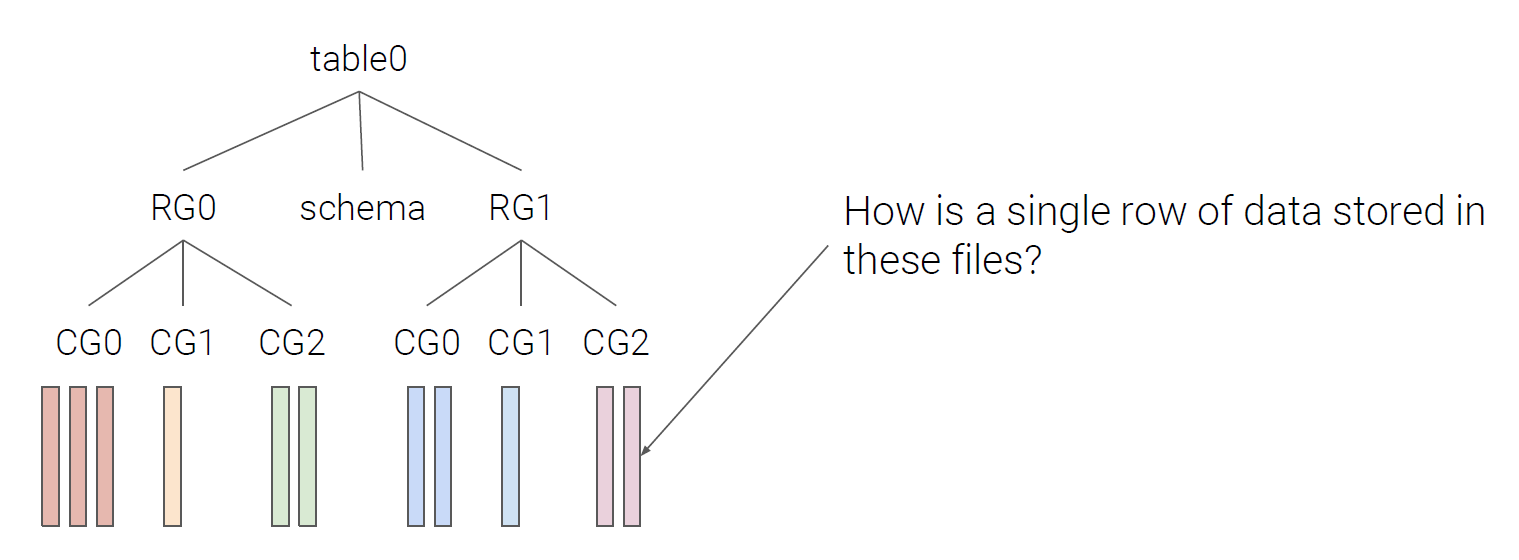 table0
RG0 schema RG1
How is a single row of data stored in
these files?
CG0 CG1 CG2 CG0 CG1 CG2